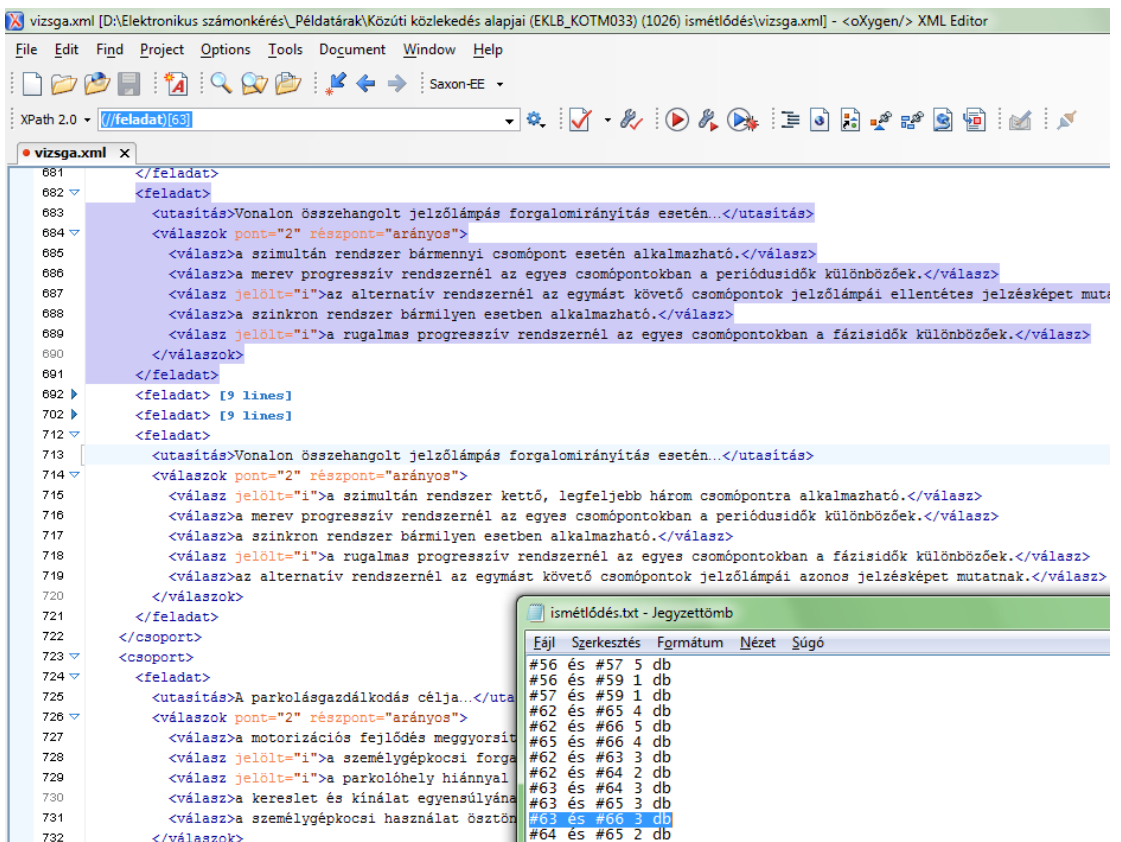 vizsga.xml [D:\Elektronikus számonkérés\_Példatárak\Közúti közlekedés alapjai (EKLB_KOTM033) (1026) ismétlődés\vizsga.xml] - <oXygen/> XML Editor
File Edit Find Project Options Tools Document Window Help
Saxon-EE
XPath 2.0 (//feladat)[63]
vizsga.xml X
681 </feladat>
682 <feladat>
683 <utasítás>Vonalon összehangolt jelzőlámpás forgalomirányítás esetén…</utasítás>
684 <válaszok pont="2" részpont="arányos">
685 <válasz>a szimultán rendszer bármennyi csomópont esetén alkalmazható.</válasz>
686 <válasz>a merev progresszív rendszernél az egyes csomópontokban a periódusidők különbözőek.</válasz>
687 <válasz jelölt="i">az alternatív rendszernél az egymást követő csomópontok jelzőlámpái ellentétes jelzésképet muta
688 <válasz>a szinkron rendszer bármilyen esetben alkalmazható.</válasz>
689 <válasz jelölt="i">a rugalmas progresszív rendszernél az egyes csomópontokban a fázisidők különbözőek.</válasz>
690 </válaszok>
691 </feladat>
692 <feladat> [9 lines]
702 <feladat> [9 lines]
712 <feladat>
713 <utasítás>Vonalon összehangolt jelzőlámpás forgalomirányítás esetén…</utasítás>
714 <válaszok pont="2" részpont="arányos">
715 <válasz jelölt="i">a szimultán rendszer kettő, legfeljebb három csomópontra alkalmazható.</válasz>
716 <válasz>a merev progresszív rendszernél az egyes csomópontokban a periódusidők különbözőek.</válasz>
717 <válasz>a szinkron rendszer bármilyen esetben alkalmazható.</válasz>
718 <válasz jelölt="i">a rugalmas progresszív rendszernél az egyes csomópontokban a fázisidők különbözőek.</válasz>
719 <válasz>az alternatív rendszernél az egymást követő csomópontok jelzőlámpái azonos jelzésképet mutatnak.</válasz>
720 </válaszok>
721 </feladat>
722 </csoport>
723 <csoport>
724 <feladat>
725 <utasítás>A parkolásgazdálkodás célja…</uta
726 <válaszok pont="2" részpont="arányos">
727 <válasz>a motorizációs fejlődés meggyorsít
728 <válasz jelölt="i">a személygépkocsi forga
729 <válasz jelölt="i">a parkolóhely hiánnyal
730 <válasz>a kereslet és kínálat egyensúlyána
731 <válasz>a személygépkocsi használat ösztön
732 </válaszok>
ismétlődés.txt - Jegyzettömb
Fájl Szerkesztés Formátum Nézet Súgó
#56 és #57 5 db
#56 és #59 1 db
#57 és #59 1 db
#62 és #65 4 db
#62 és #66 5 db
#65 és #66 4 db
#62 és #63 3 db
#62 és #64 2 db
#63 és #64 3 db
#63 és #65 3 db
#63 és #66 3 db
#64 és #65 2 db